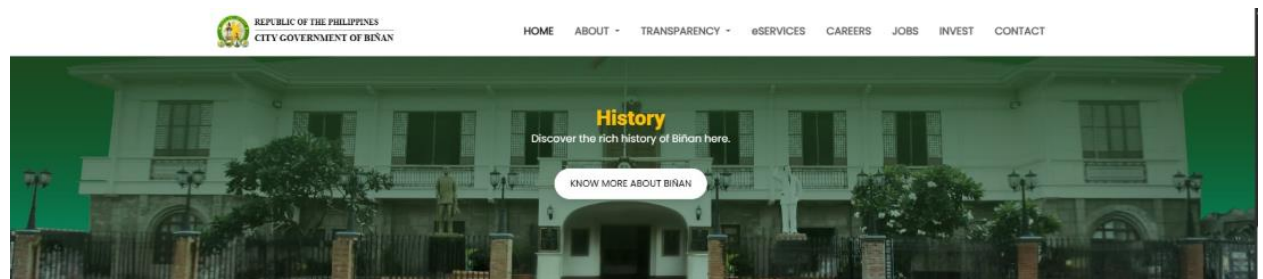 REPUBLIC OF THE PHILIPPINES
CITY GOVERNMENT OF BIÑAN
HOME ABOUT TRANSPARENCY eSERVICES CAREERS JOBS INVEST CONTACT
History
Discover the rich history of Biñan here.
KNOW MORE ABOUT BIÑAN